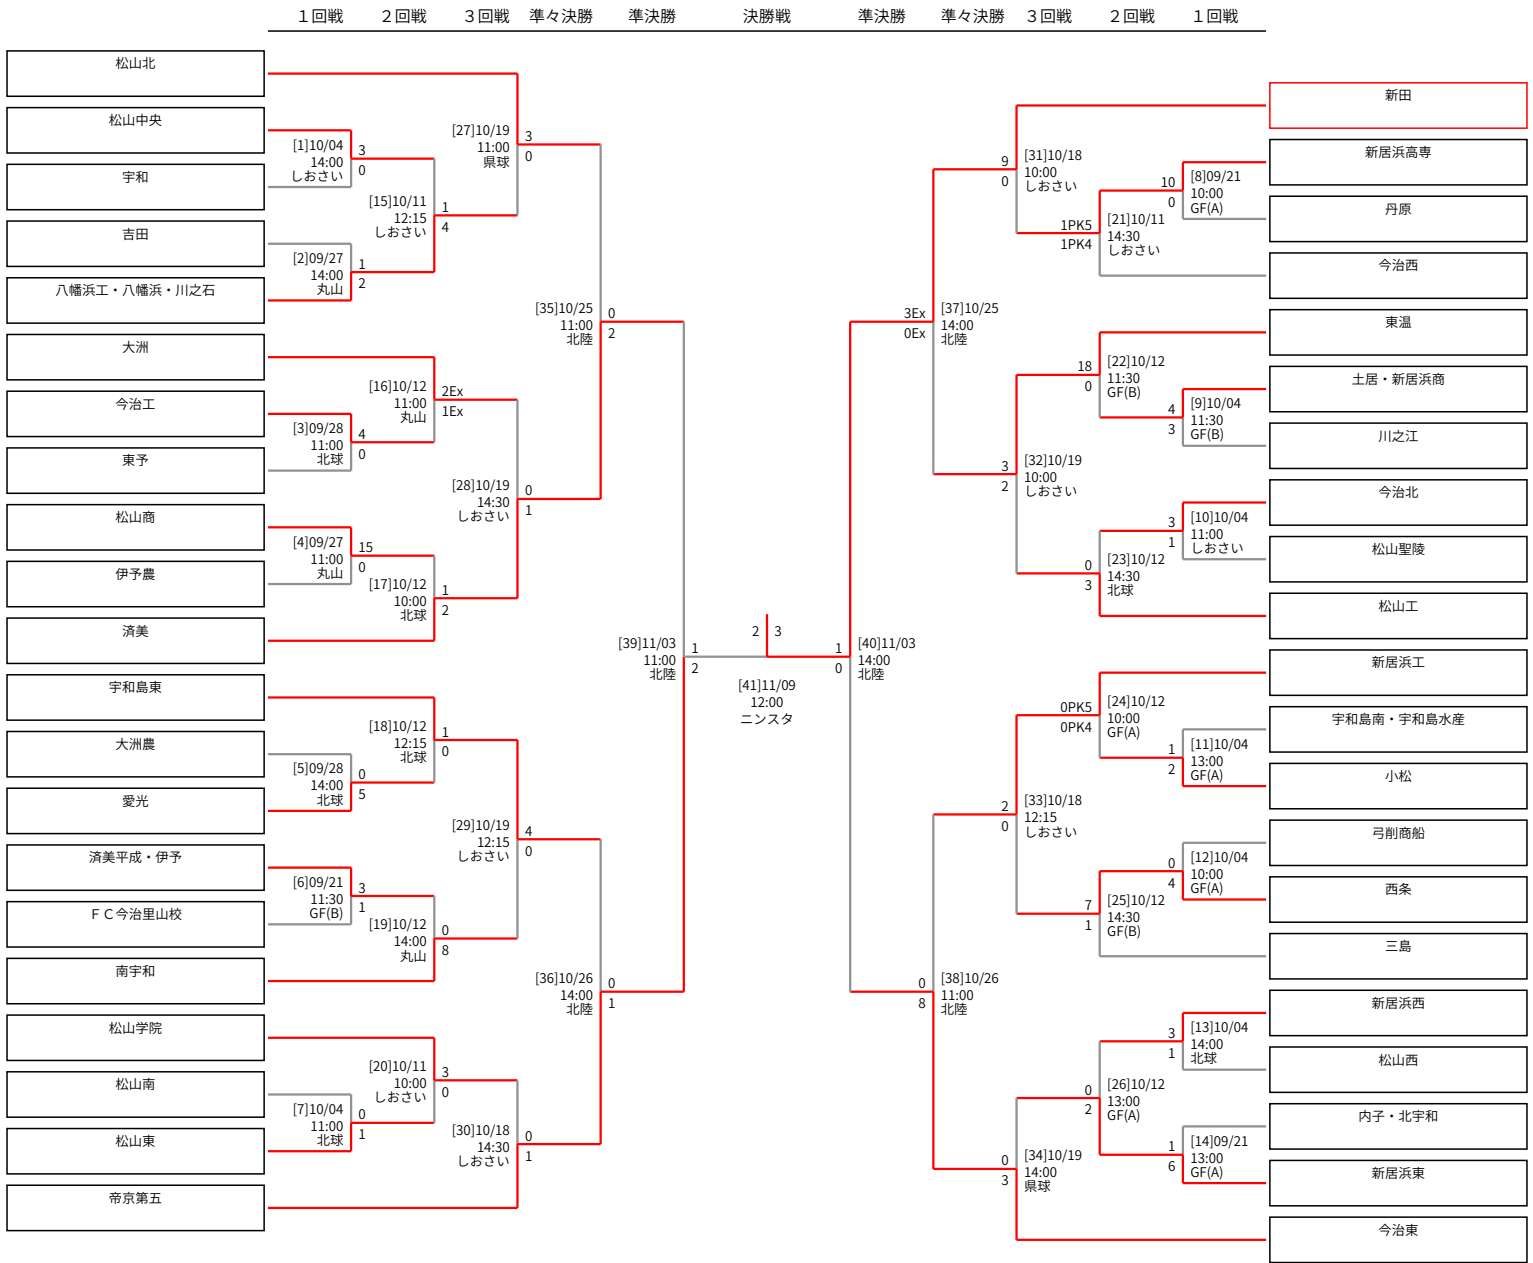 １回戦 ２回戦 ３回戦 準々決勝 準決勝 決勝戦 準決勝 準々決勝 ３回戦 ２回戦 １回戦
松山北
松山中央
宇和
吉田
八幡浜工・八幡浜・川之石
大洲
今治工
東予
松山商
伊予農
済美
宇和島東
大洲農
愛光
済美平成・伊予
ＦＣ今治里山校
南宇和
松山学院
松山南
松山東
帝京第五
[1]10/04
14:00
しおさい
3
0
[2]09/27
14:00
丸山
1
2
[3]09/28
11:00
北球
4
0
[4]09/27
11:00
丸山
15
0
[5]09/28
14:00
北球
0
5
[6]09/21
11:30
GF(B)
3
1
[7]10/04
11:00
北球
0
1
[15]10/11
12:15
しおさい
1
4
[16]10/12
11:00
丸山
2Ex
1Ex
[17]10/12
10:00
北球
1
2
[18]10/12
12:15
北球
1
0
[19]10/12
14:00
丸山
0
8
[20]10/11
10:00
しおさい
3
0
[27]10/19
11:00
県球
3
0
[28]10/19
14:30
しおさい
0
1
[29]10/19
12:15
しおさい
4
0
[30]10/18
14:30
しおさい
0
1
[35]10/25
11:00
北陸
0
2
[36]10/26
14:00
北陸
0
1
[39]11/03
11:00
北陸
1
2
2 3
[41]11/09
12:00
ニンスタ
1
0
[40]11/03
14:00
北陸
3Ex
0Ex
[37]10/25
14:00
北陸
0
8
[38]10/26
11:00
北陸
9
0
[31]10/18
10:00
しおさい
3
2
[32]10/19
10:00
しおさい
2
0
[33]10/18
12:15
しおさい
0
3
[34]10/19
14:00
県球
1PK5
1PK4
[21]10/11
14:30
しおさい
18
0
[22]10/12
11:30
GF(B)
0
3
[23]10/12
14:30
北球
0PK5
0PK4
[24]10/12
10:00
GF(A)
7
1
[25]10/12
14:30
GF(B)
0
2
[26]10/12
13:00
GF(A)
10
0
[8]09/21
10:00
GF(A)
4
3
[9]10/04
11:30
GF(B)
3
1
[10]10/04
11:00
しおさい
1
2
[11]10/04
13:00
GF(A)
0
4
[12]10/04
10:00
GF(A)
3
1
[13]10/04
14:00
北球
1
6
[14]09/21
13:00
GF(A)
新田
新居浜高専
丹原
今治西
東温
土居・新居浜商
川之江
今治北
松山聖陵
松山工
新居浜工
宇和島南・宇和島水産
小松
弓削商船
西条
三島
新居浜西
松山西
内子・北宇和
新居浜東
今治東